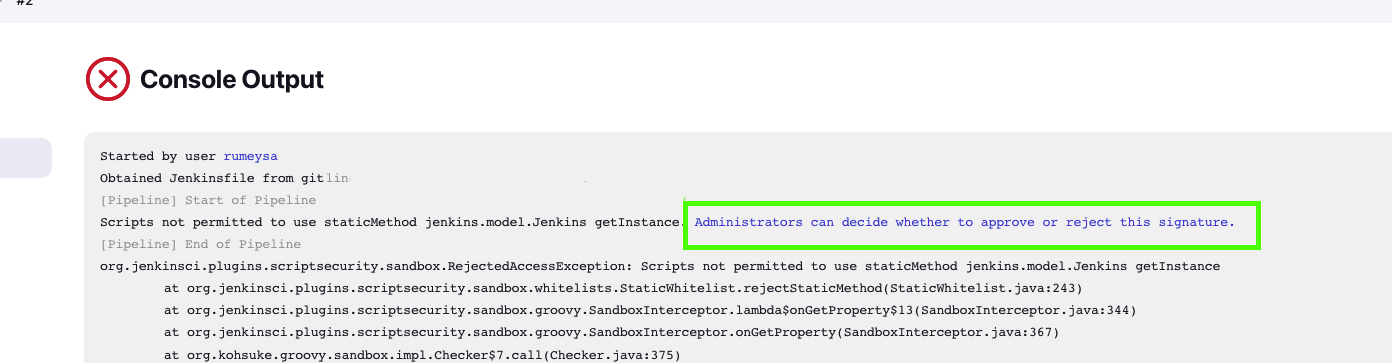 #2
Console Output
Started by user rumeysa
Obtained Jenkinsfile from git
[Pipeline] Start of Pipeline
Scripts not permitted to use staticMethod jenkins.model.Jenkins getInstance. Administrators can decide whether to approve or reject this signature.
[Pipeline] End of Pipeline
org.jenkinsci.plugins.scriptsecurity.sandbox.RejectedAccessException: Scripts not permitted to use staticMethod jenkins.model.Jenkins getInstance
at org.jenkinsci.plugins.scriptsecurity.sandbox.whitelists.StaticWhitelist.rejectStaticMethod(StaticWhitelist.java:243)
at org.jenkinsci.plugins.scriptsecurity.sandbox.groovy.SandboxInterceptor.lambda$onGetProperty$13(SandboxInterceptor.java:344)
at org.jenkinsci.plugins.scriptsecurity.sandbox.groovy.SandboxInterceptor.onGetProperty(SandboxInterceptor.java:367)
at org.kohsuke.groovy.sandbox.impl.Checker$7.call(Checker.java:375)